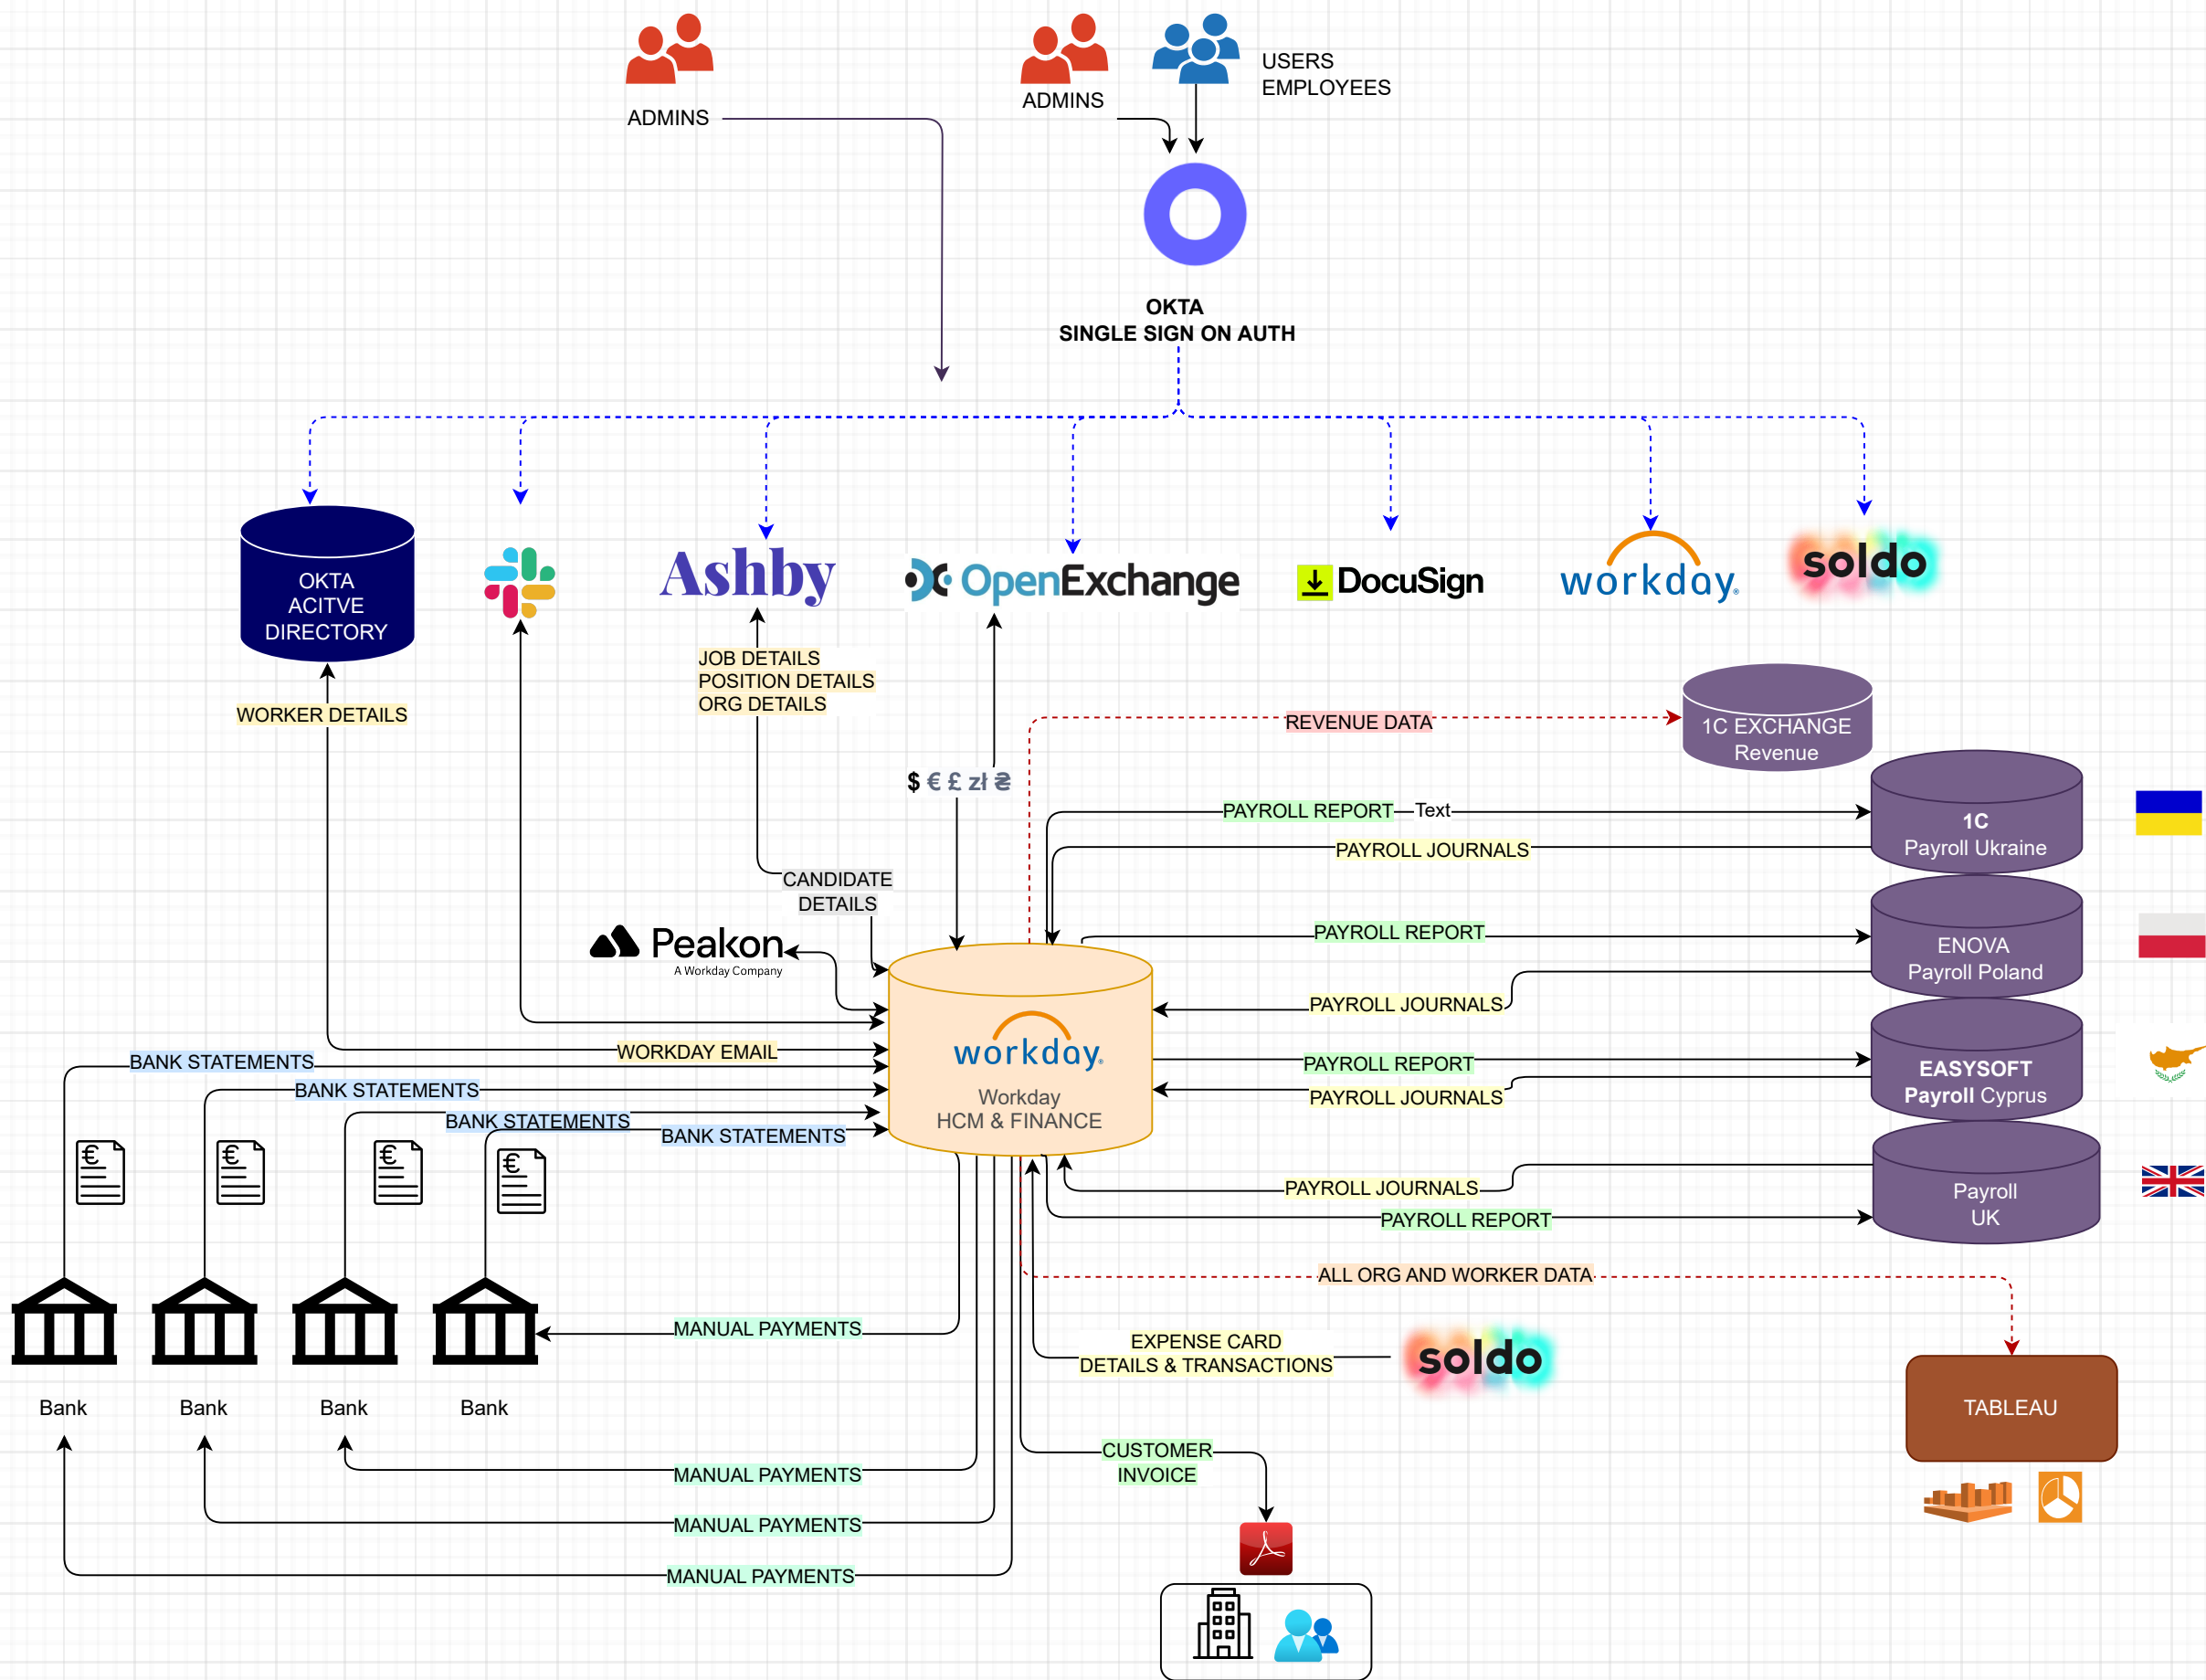 USERS
EMPLOYEES
ADMINS
ADMINS
OKTA
SINGLE SIGN ON AUTH
OKTA
ACITVE
DIRECTORY
Ashby
OpenExchange
DocuSign
workday®
soldo
JOB DETAILS
POSITION DETAILS
ORG DETAILS
WORKER DETAILS
REVENUE DATA
1C EXCHANGE
Revenue
$ € £ zł ₴
PAYROLL REPORT
Text
1C
Payroll Ukraine
PAYROLL JOURNALS
CANDIDATE
DETAILS
Peakon
A Workday Company
PAYROLL REPORT
ENOVA
Payroll Poland
PAYROLL JOURNALS
workday®
Workday
HCM & FINANCE
WORKDAY EMAIL
BANK STATEMENTS
BANK STATEMENTS
BANK STATEMENTS
BANK STATEMENTS
PAYROLL REPORT
EASYSOFT
Payroll Cyprus
PAYROLL JOURNALS
€
€
€
€
PAYROLL JOURNALS
Payroll
UK
PAYROLL REPORT
ALL ORG AND WORKER DATA
MANUAL PAYMENTS
EXPENSE CARD
DETAILS & TRANSACTIONS
soldo
Bank
Bank
Bank
Bank
TABLEAU
CUSTOMER
INVOICE
MANUAL PAYMENTS
MANUAL PAYMENTS
MANUAL PAYMENTS